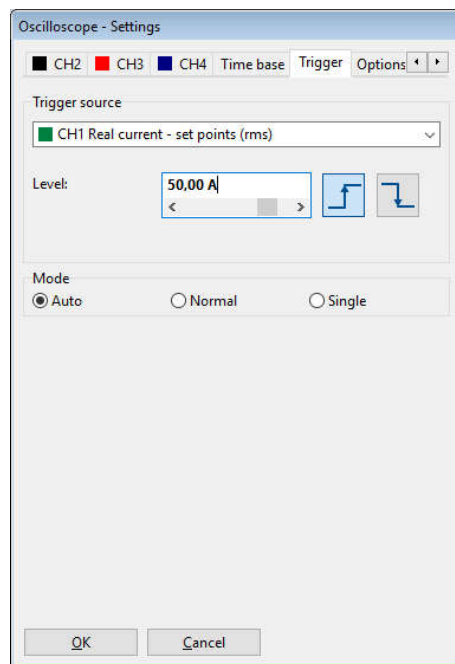 Oscilloscope - Settings
CH2 CH3 CH4 Time base Trigger Options
Trigger source
CH1 Real current - set points (rms)
Level: 50,00 A
Mode
Auto Normal Single
OK Cancel